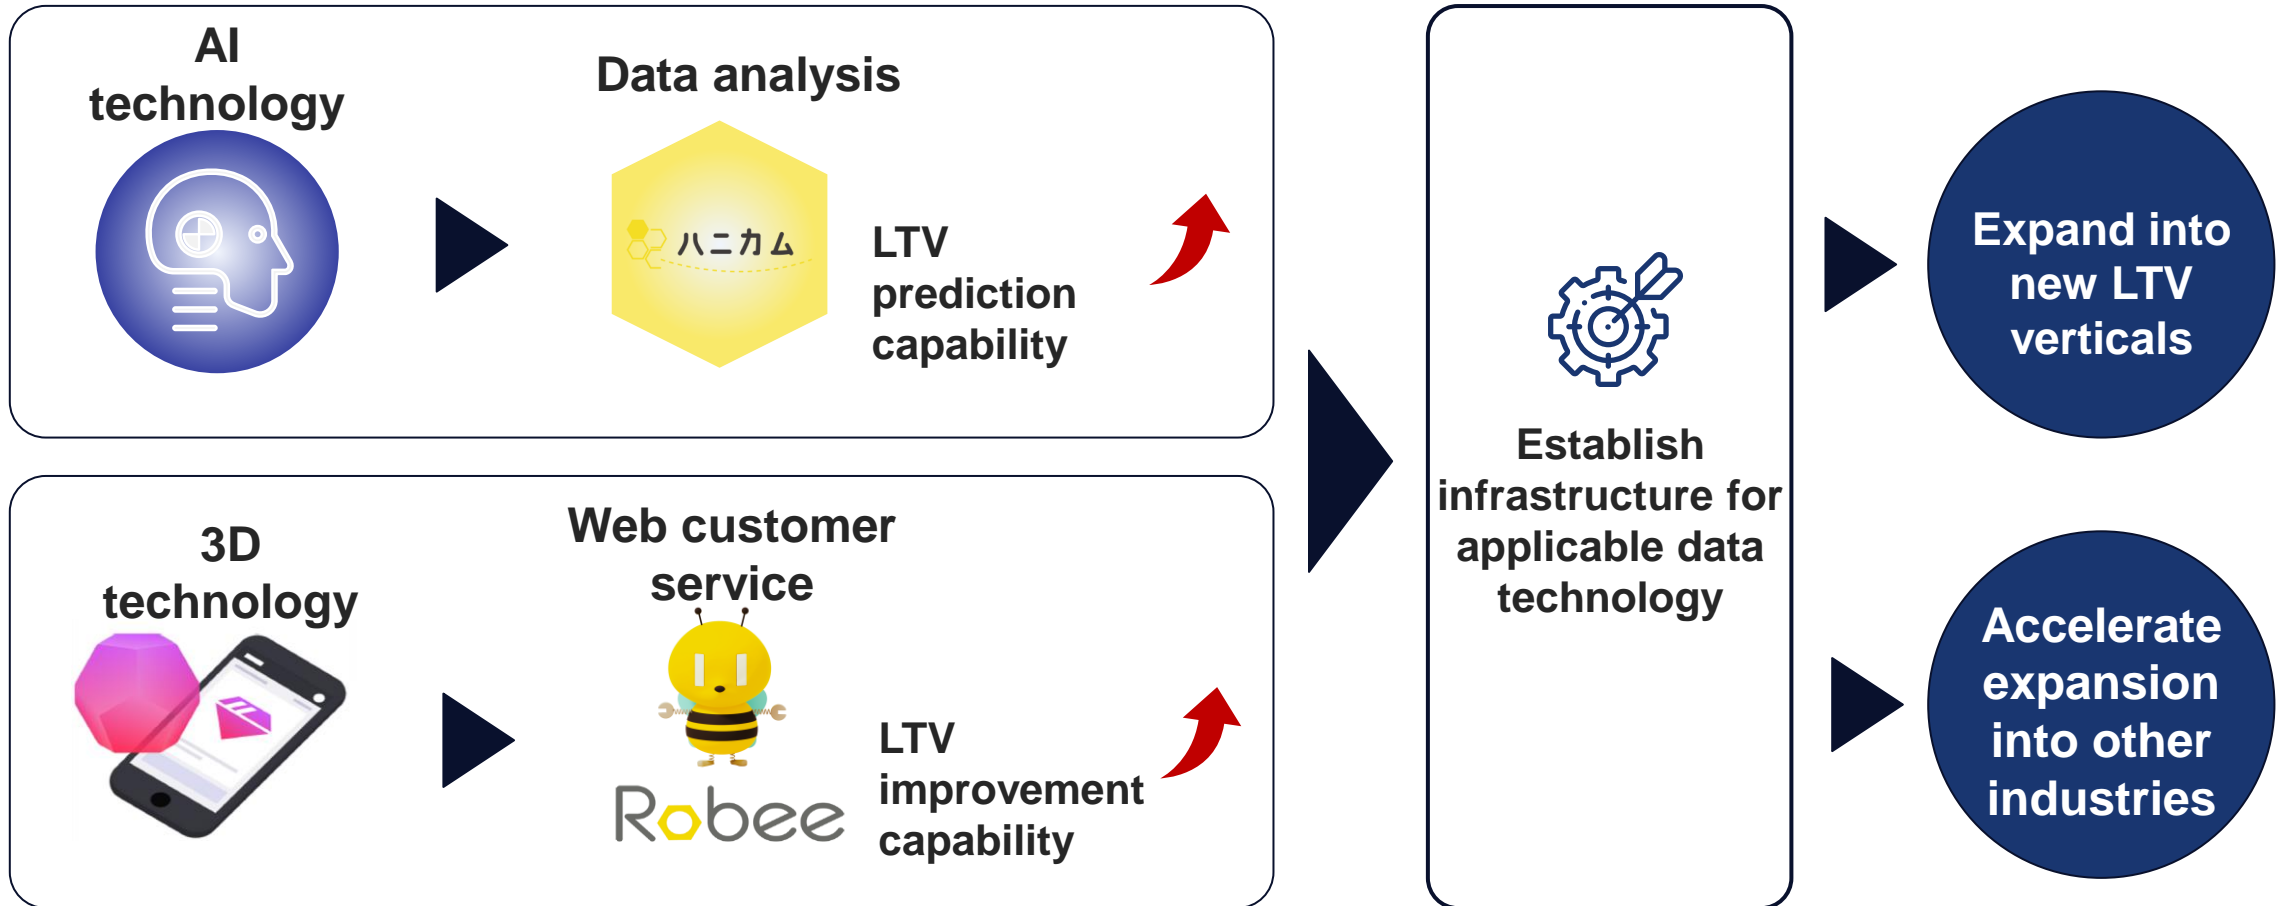 AI
technology
Data analysis
ハニカム
LTV
prediction
capability
3D
technology
Web customer
service
Robee
LTV
improvement
capability
Establish
infrastructure for
applicable data
technology
Expand into
new LTV
verticals
Accelerate
expansion
into other
industries